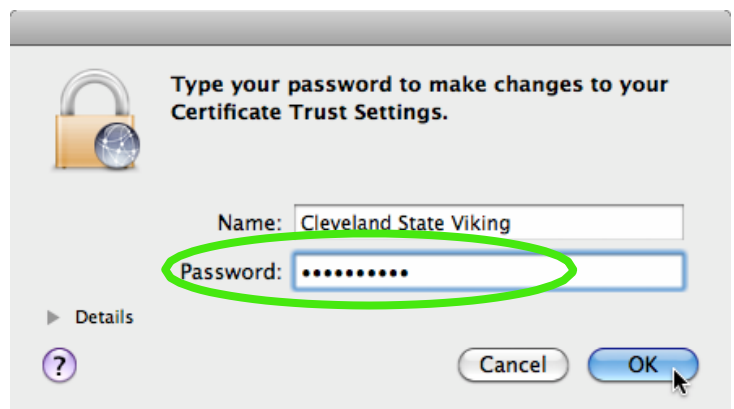 Type your password to make changes to your
Certificate Trust Settings.
Name: Cleveland State Viking
Password: ••••••••••
Details
? Cancel OK